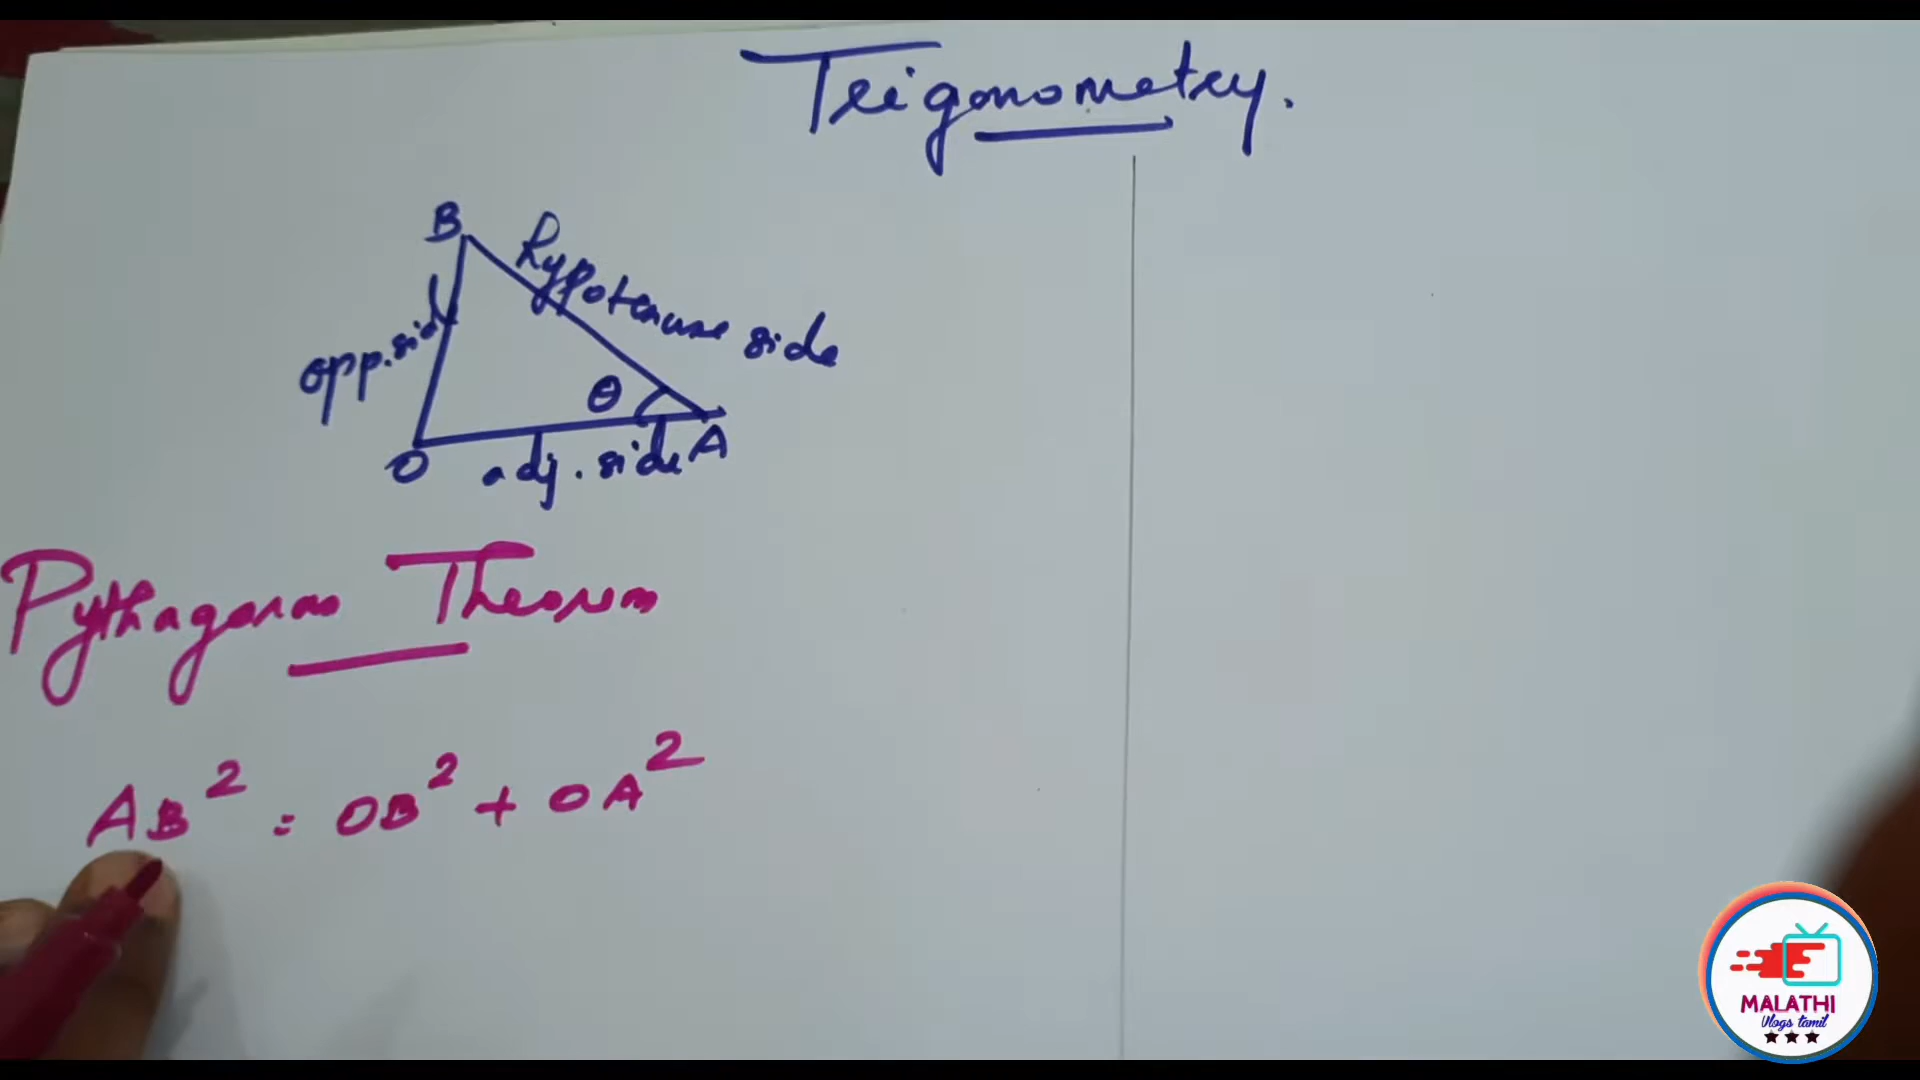 Trigonometry.
B
hypotenuse side
opp.side
θ
O
adj.side
A
Pythagoras Theorem
AB² = OB² + OA²
MALATHI
Vlogs tamil